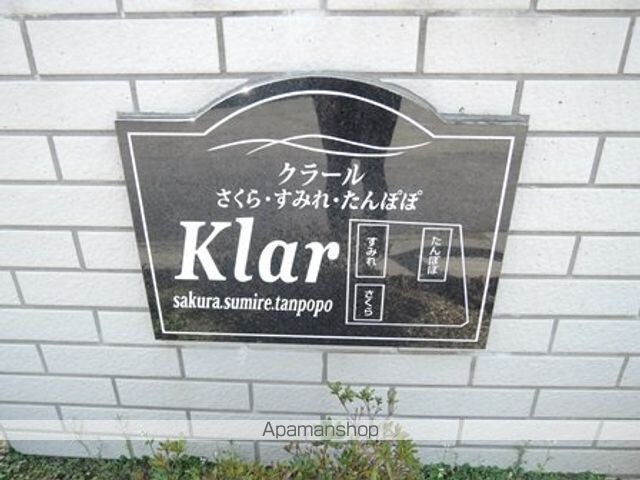 クラール
さくら・すみれ・たんぽぽ
Klar
sakura.sumire.tanpopo
すみれ
たんぽぽ
さくら
Apamanshop